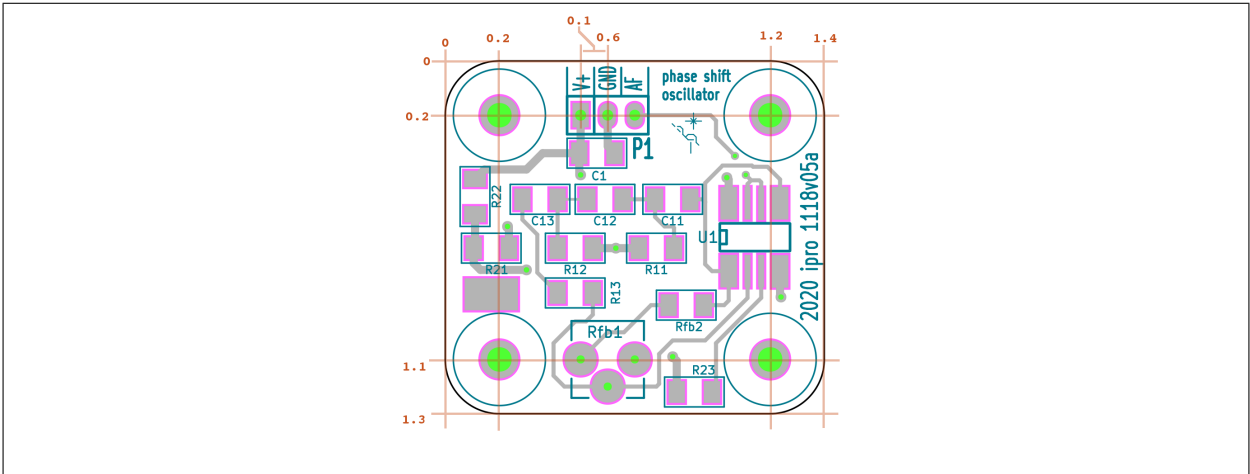 0.1
0 0.2 0.6 1.2 1.4
0
V+ GND AF
phase shift
oscillator
0.2
P1
C1
R22
C13 C12 C11
2020 ipro 1118v05a
U1
R21 R12 R11
R13
Rfb2
Rfb1
1.1
R23
1.3